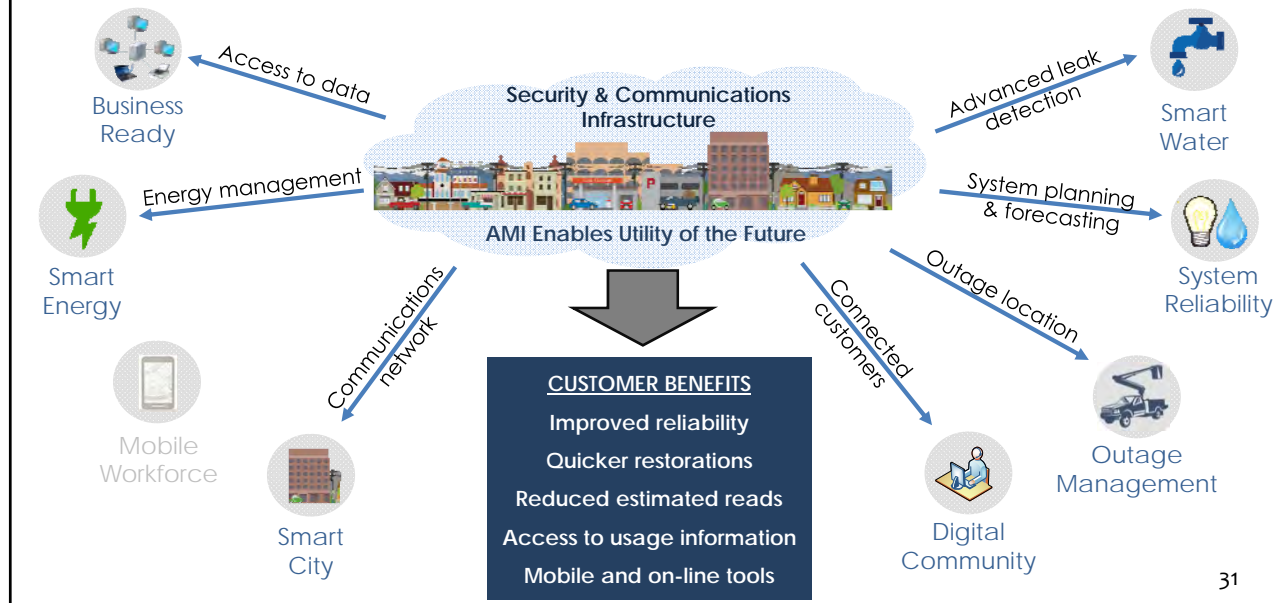 Access to data
Business
Ready
Energy management
Smart
Energy
Mobile
Workforce
Communications
network
Smart
City
Security & Communications
Infrastructure
P
AMI Enables Utility of the Future
CUSTOMER BENEFITS
Improved reliability
Quicker restorations
Reduced estimated reads
Access to usage information
Mobile and on-line tools
Connected
customers
Digital
Community
Outage location
Outage
Management
System planning
& forecasting
System
Reliability
Advanced leak
detection
Smart
Water
31